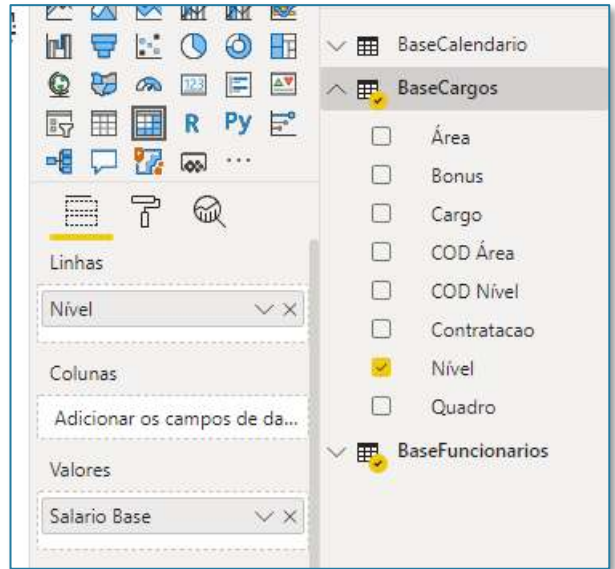 123
R
Py
Linhas
Nível
Colunas
Adicionar os campos de da...
Valores
Salario Base
BaseCalendario
BaseCargos
Área
Bonus
Cargo
COD Área
COD Nível
Contratacao
Nível
Quadro
BaseFuncionarios